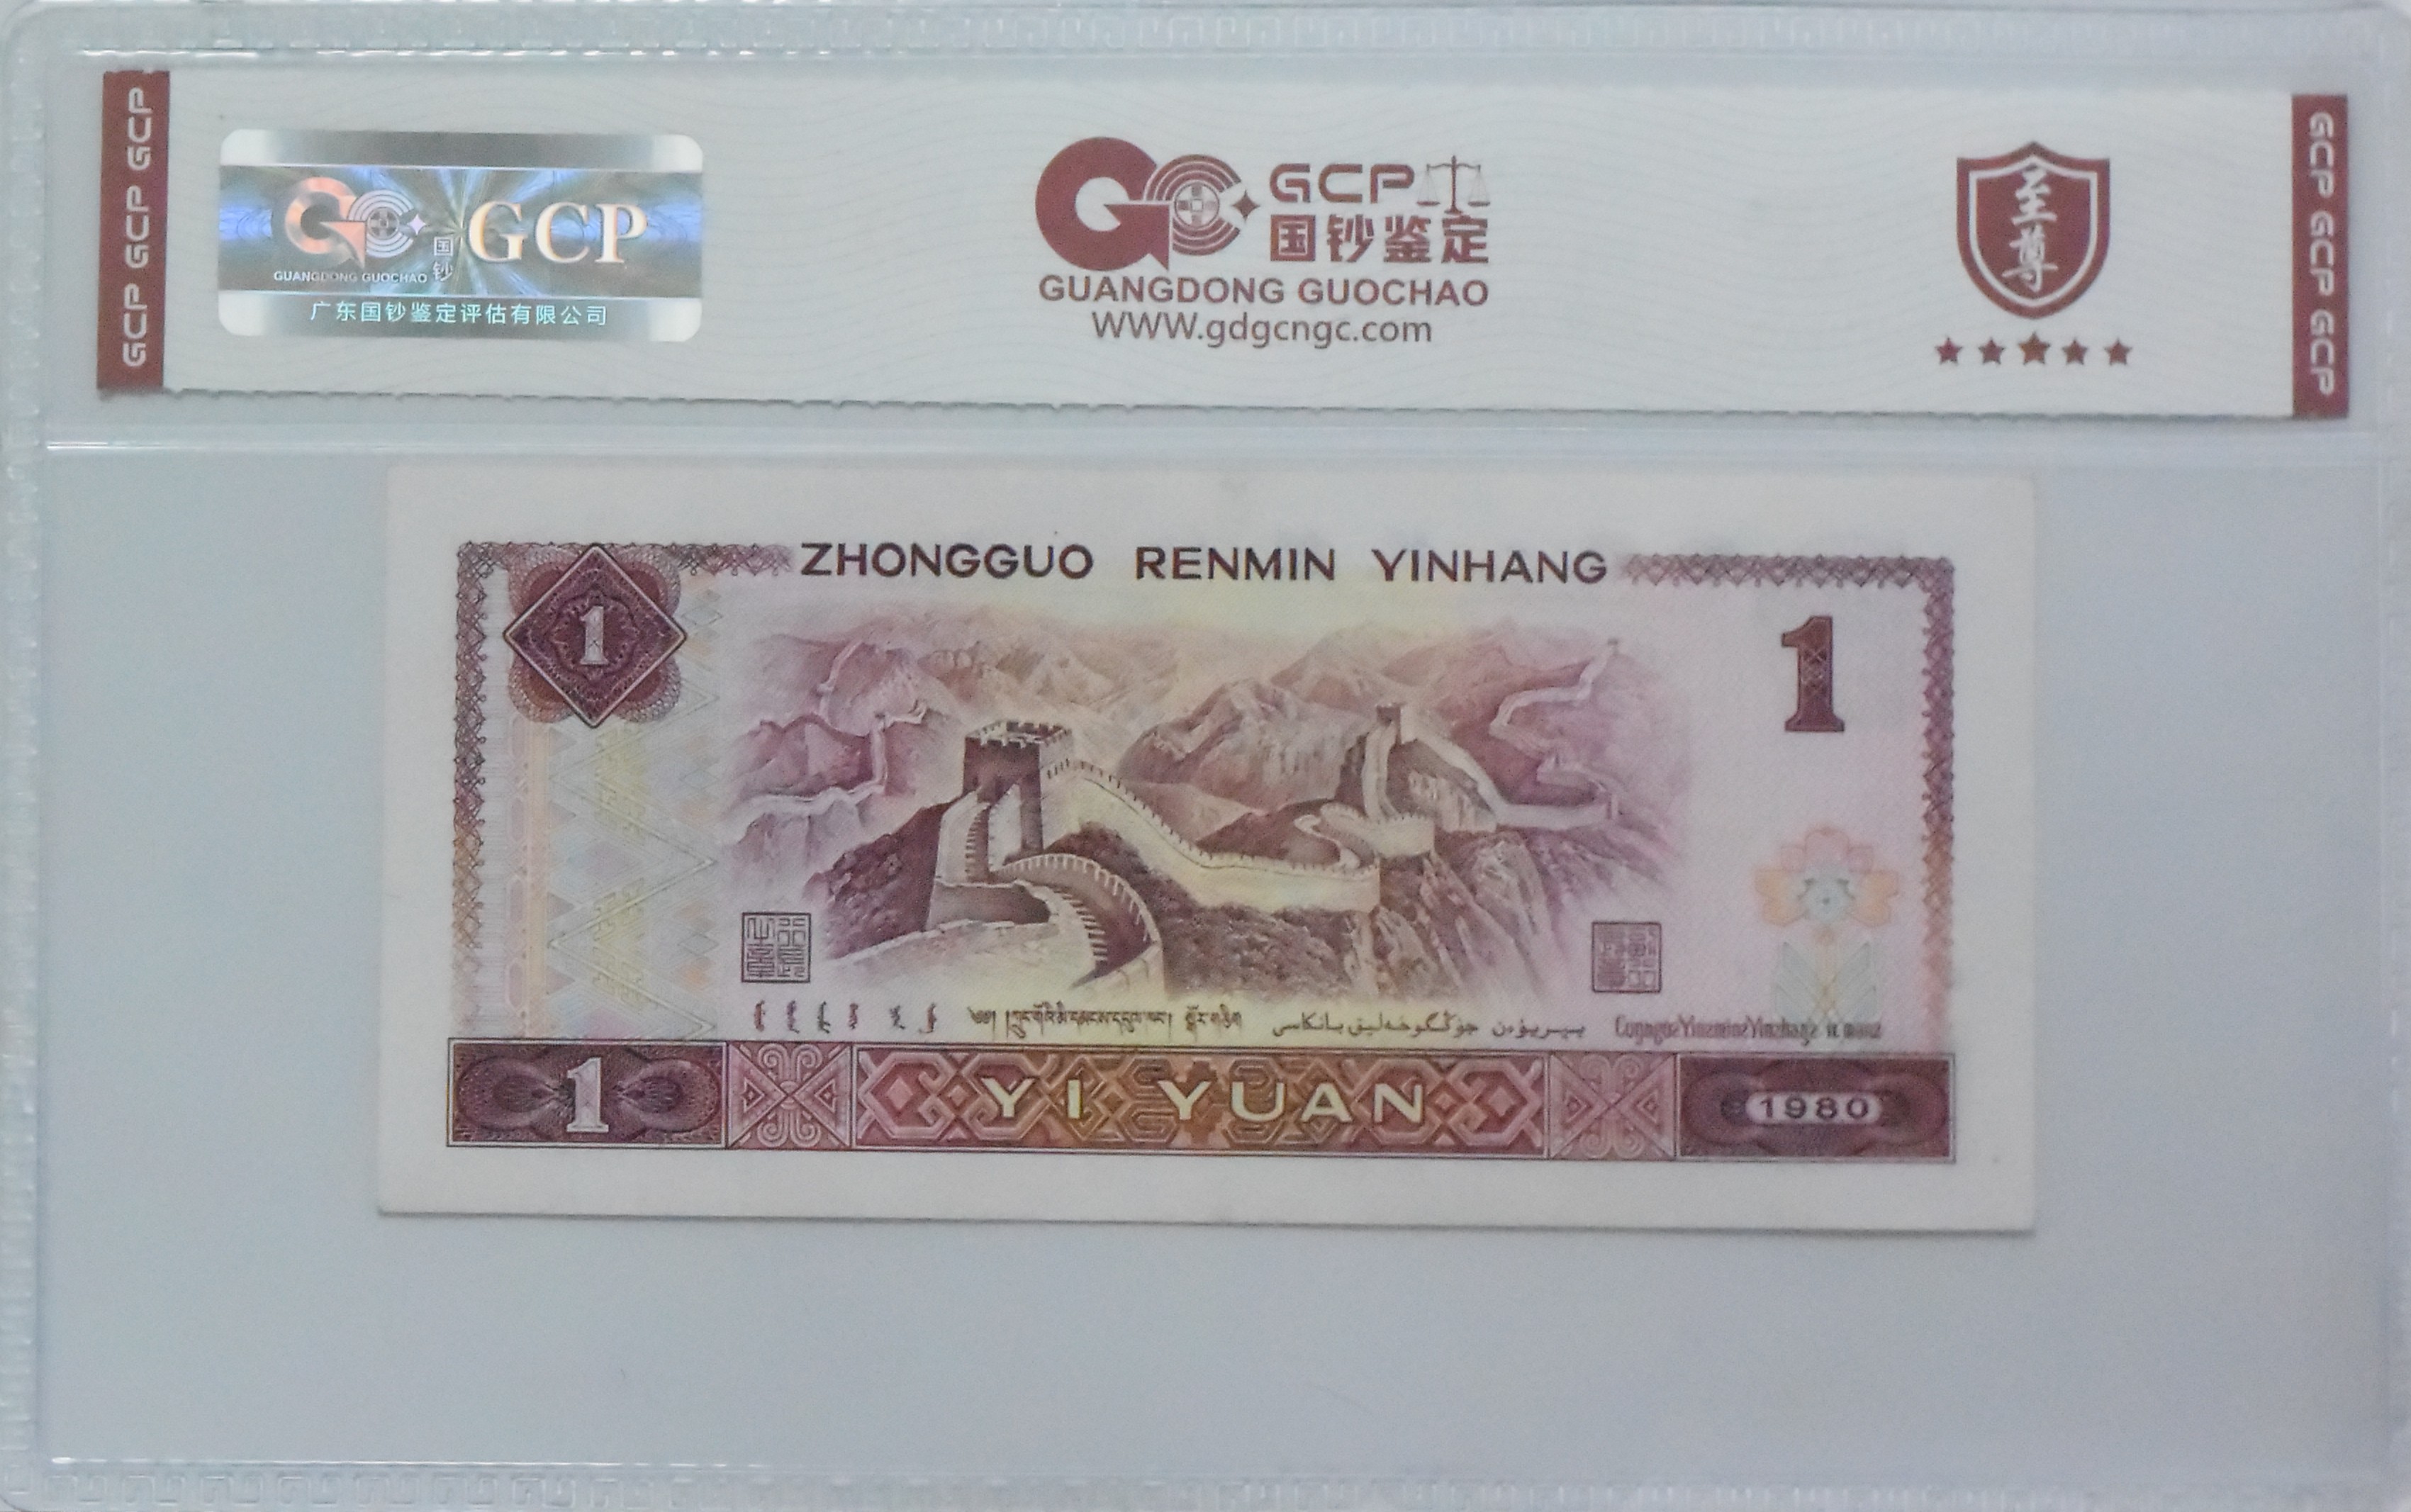 GCP GCP GCP
GCP
国钞
GUANGDONG GUOCHAO
广东国钞鉴定评估有限公司
GCP
国钞鉴定
GUANGDONG GUOCHAO
WWW.gdgcngc.com
至尊
GCP GCP GCP
ZHONGGUO RENMIN YINHANG
1
1
1
YI YUAN
1980